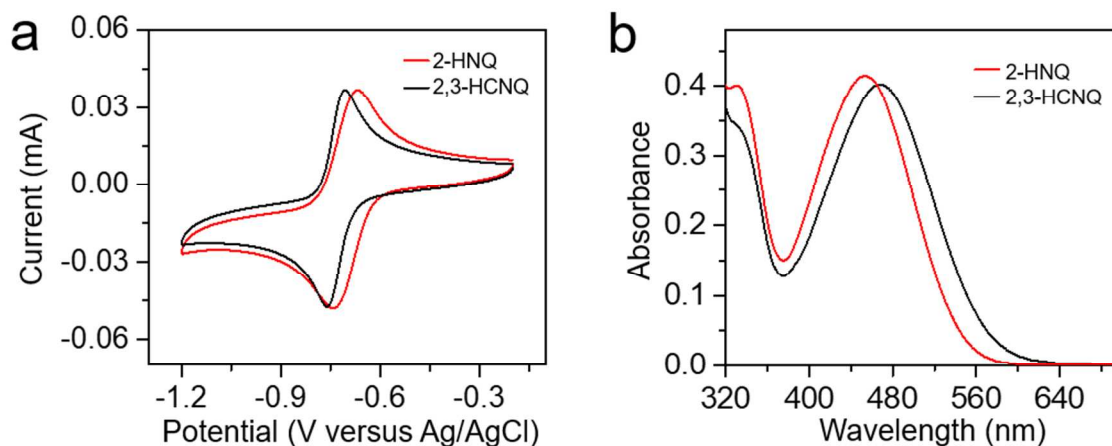 a
0.06
0.03
0.00
-0.03
-0.06
Current (mA)
2-HNQ
2,3-HCNQ
-1.2
-0.9
-0.6
-0.3
Potential (V versus Ag/AgCl)
b
0.4
0.3
0.2
0.1
0.0
Absorbance
2-HNQ
2,3-HCNQ
320
400
480
560
640
Wavelength (nm)